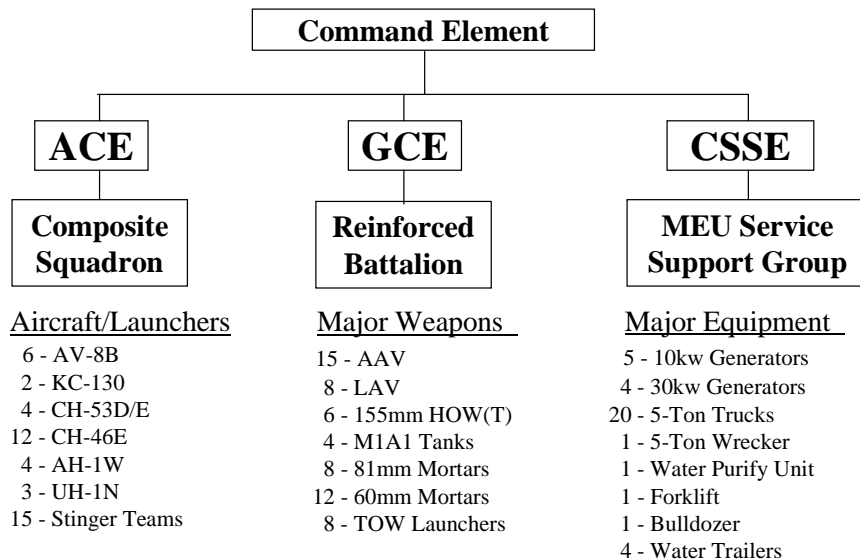 Command Element
ACE
GCE
CSSE
Composite
Squadron
Reinforced
Battalion
MEU Service
Support Group
Aircraft/Launchers
6 - AV-8B
2 - KC-130
4 - CH-53D/E
12 - CH-46E
4 - AH-1W
3 - UH-1N
15 - Stinger Teams
Major Weapons
15 - AAV
8 - LAV
6 - 155mm HOW(T)
4 - M1A1 Tanks
8 - 81mm Mortars
12 - 60mm Mortars
8 - TOW Launchers
Major Equipment
5 - 10kw Generators
4 - 30kw Generators
20 - 5-Ton Trucks
1 - 5-Ton Wrecker
1 - Water Purify Unit
1 - Forklift
1 - Bulldozer
4 - Water Trailers